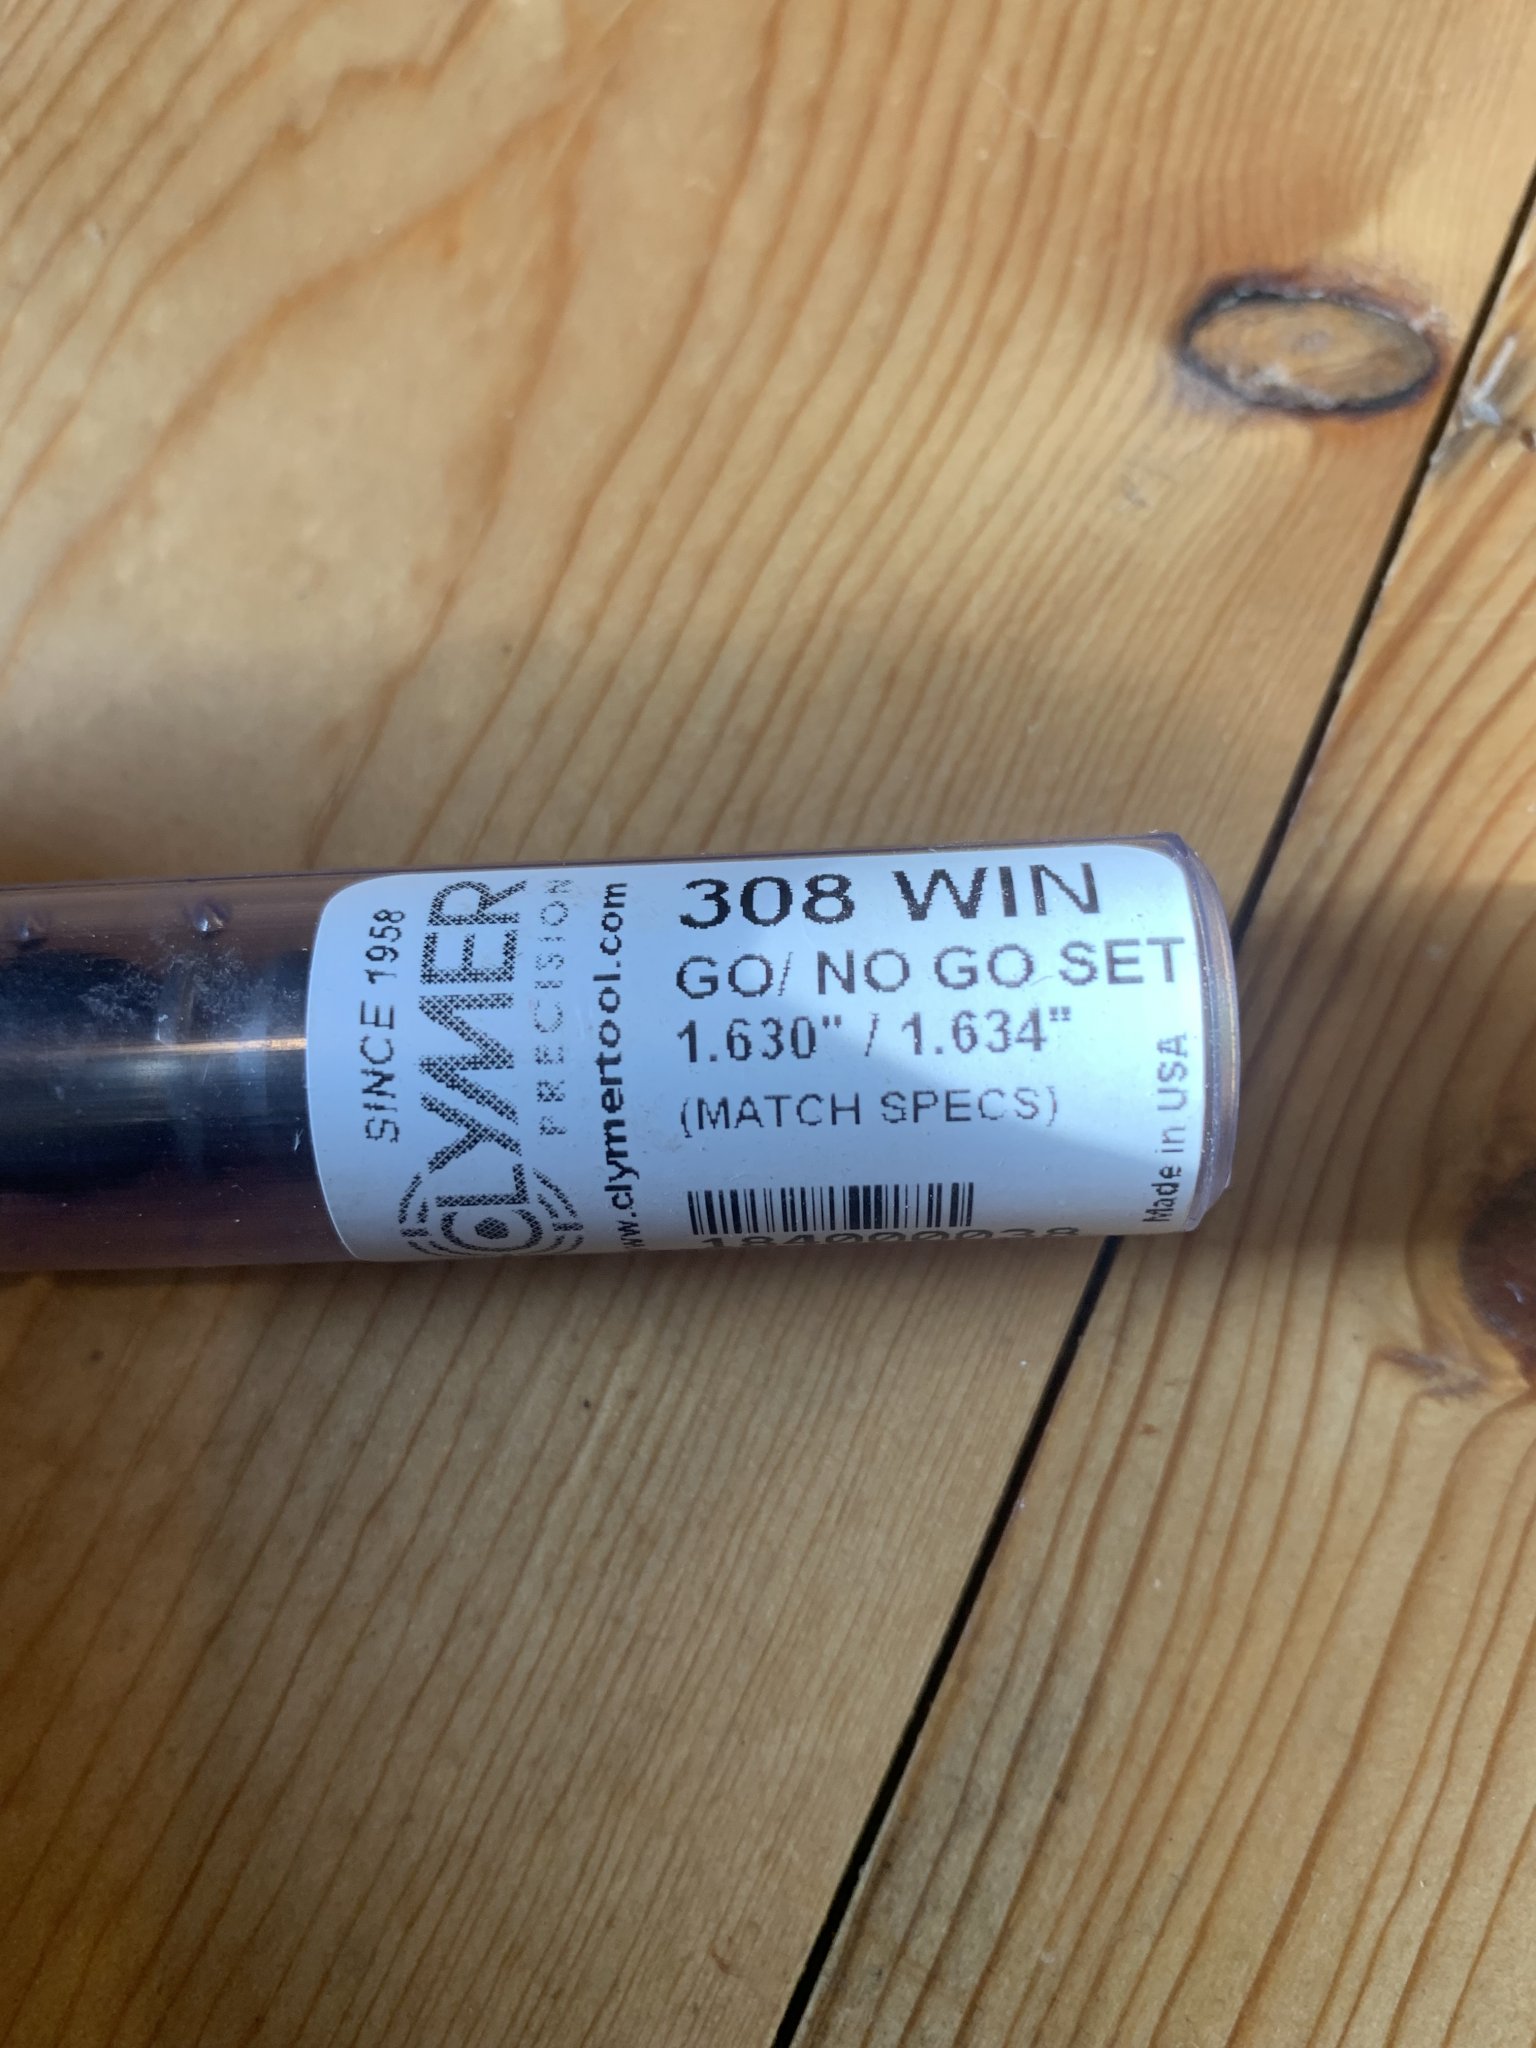 SINCE 1958
CLYMER
PRECISION
www.clymertool.com
308 WIN
GO/ NO GO SET
1.630" / 1.634"
(MATCH SPECS)
184000038
Made in USA